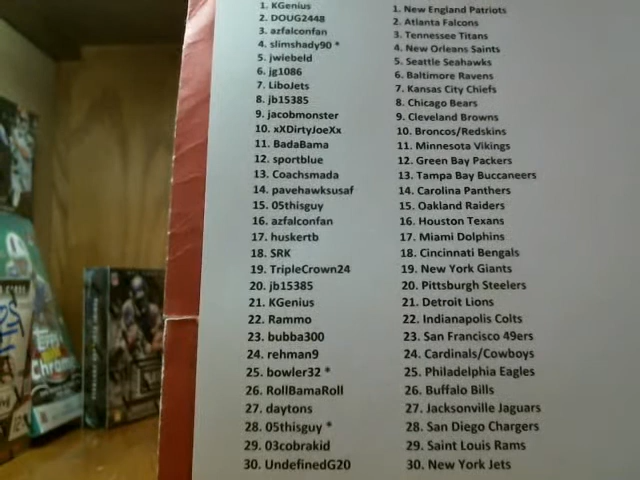 1. KGenius 1. New England Patriots
2. DOUG2448 2. Atlanta Falcons
3. azfalconfan 3. Tennessee Titans
4. slimshady90 * 4. New Orleans Saints
5. jwiebeld 5. Seattle Seahawks
6. jg1086 6. Baltimore Ravens
7. LiboJets 7. Kansas City Chiefs
8. jb15385 8. Chicago Bears
9. jacobmonster 9. Cleveland Browns
10. xXDirtyJoeXx 10. Broncos/Redskins
11. BadaBama 11. Minnesota Vikings
12. sportblue 12. Green Bay Packers
13. Coachsmada 13. Tampa Bay Buccaneers
14. pavehawksusaf 14. Carolina Panthers
15. 05thisguy 15. Oakland Raiders
16. azfalconfan 16. Houston Texans
17. huskertb 17. Miami Dolphins
18. SRK 18. Cincinnati Bengals
19. TripleCrown24 19. New York Giants
20. jb15385 20. Pittsburgh Steelers
21. KGenius 21. Detroit Lions
22. Rammo 22. Indianapolis Colts
23. bubba300 23. San Francisco 49ers
24. rehman9 24. Cardinals/Cowboys
25. bowler32 * 25. Philadelphia Eagles
26. RollBamaRoll 26. Buffalo Bills
27. daytons 27. Jacksonville Jaguars
28. 05thisguy * 28. San Diego Chargers
29. 03cobrakid 29. Saint Louis Rams
30. UndefinedG20 30. New York Jets